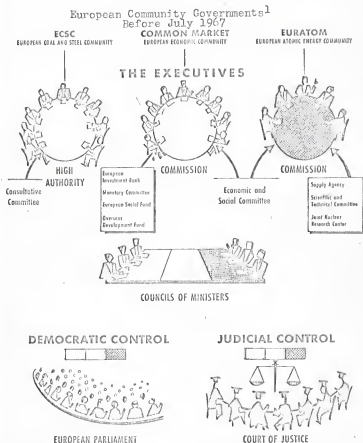 European Community Governments1
Before July 1967
ECSC
EUROPEAN COAL AND STEEL COMMUNITY
COMMON MARKET
EUROPEAN ECONOMIC COMMUNITY
EURATOM
EUROPEAN ATOMIC ENERGY COMMUNITY
THE EXECUTIVES
HIGH
AUTHORITY
COMMISSION
COMMISSION
Consultative
Committee
European
Investment Bank
Monetary Committee
European Social Fund
Overseas
Development Fund
Economic and
Social Committee
Supply Agency
Scientific and
Technical Committee
Joint Nuclear
Research Center
COUNCILS OF MINISTERS
DEMOCRATIC CONTROL
EUROPEAN PARLIAMENT
JUDICIAL CONTROL
COURT OF JUSTICE